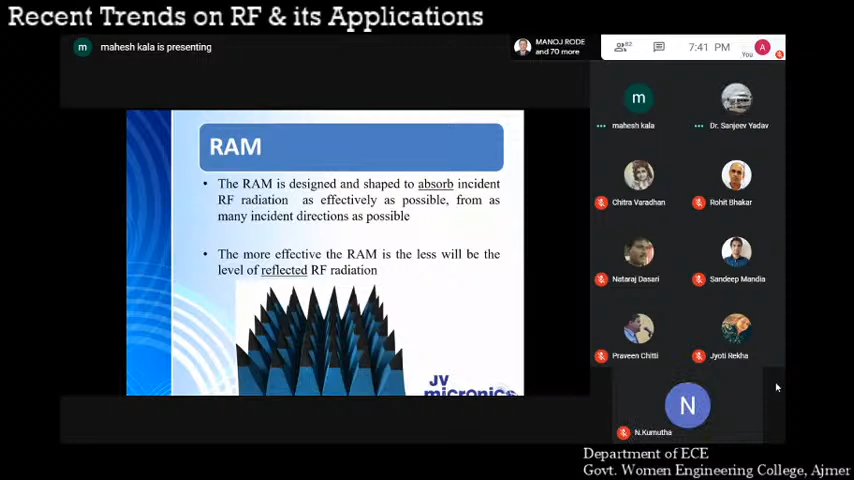 Recent Trends on RF & its Applications
m
mahesh kala is presenting
MANOJ RODE
and 70 more
82
7:41 PM
You
A
RAM
• The RAM is designed and shaped to absorb incident
RF radiation as effectively as possible, from as
many incident directions as possible
• The more effective the RAM is the less will be the
level of reflected RF radiation
JV
micronics
m
mahesh kala
Dr. Sanjeev Yadav
Chitra Varadhan
Rohit Bhakar
Nataraj Dasari
Sandeep Mandia
Praveen Chitti
Jyoti Rekha
N
N.Kumutha
Department of ECE
Govt. Women Engineering College, Ajmer